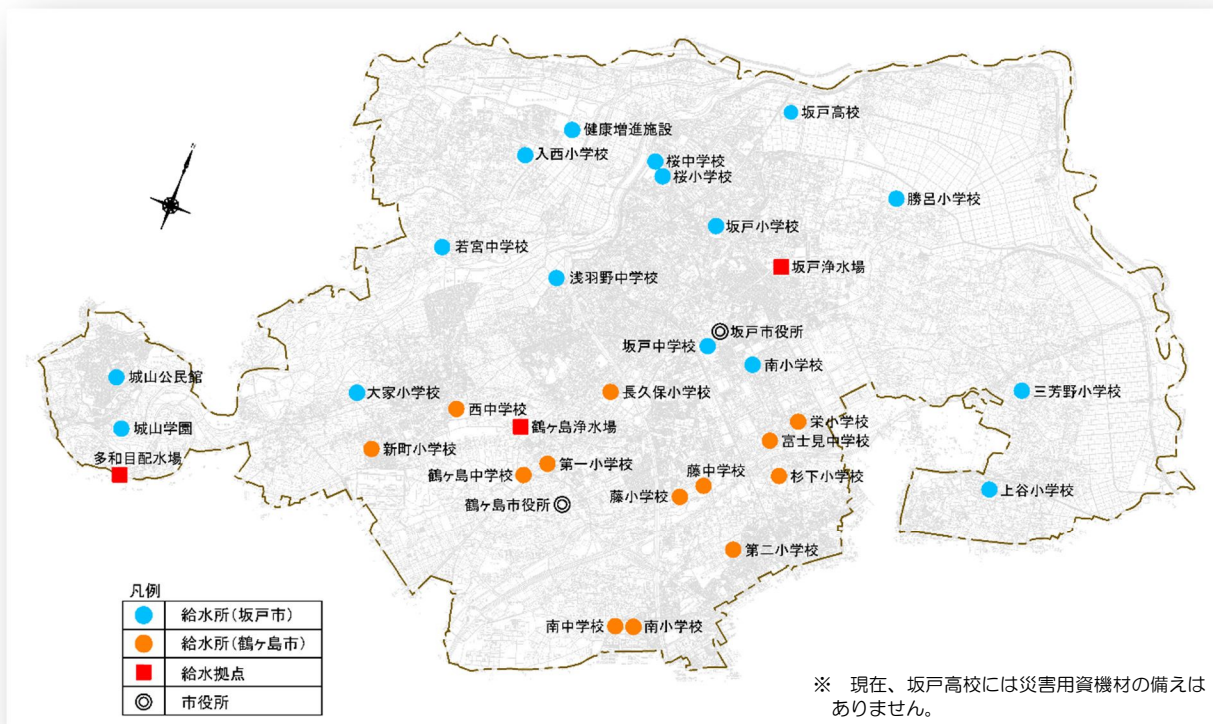 坂戸高校
健康増進施設
入西小学校
桜中学校
桜小学校
勝呂小学校
坂戸小学校
若宮中学校
坂戸浄水場
浅羽野中学校
坂戸市役所
坂戸中学校
南小学校
城山公民館
大家小学校
長久保小学校
三芳野小学校
西中学校
城山学園
鶴ヶ島浄水場
栄小学校
富士見中学校
新町小学校
多和目配水場
第一小学校
鶴ヶ島中学校
藤中学校
杉下小学校
藤小学校
上谷小学校
鶴ヶ島市役所
第二小学校
南中学校
南小学校
凡例
給水所(坂戸市)
給水所(鶴ヶ島市)
給水拠点
市役所
※ 現在、坂戸高校には災害用資機材の備えは
ありません。